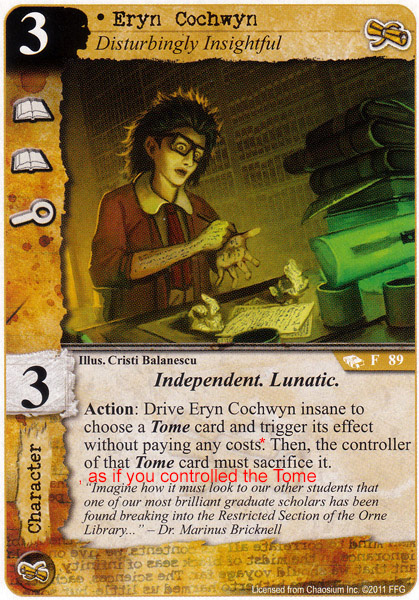 3
• Eryn Cochwyn
Disturbingly Insightful
Illus. Cristi Balanescu
F 89
3
Character
Independent. Lunatic.
Action: Drive Eryn Cochwyn insane to
choose a Tome card and trigger its effect
without paying any costs*. Then, the controller
of that Tome card must sacrifice it.
, as if you controlled the Tome
"Imagine how it must look to our other students that
one of our most brilliant graduate scholars has been
found breaking into the Restricted Section of the Orne
Library..." – Dr. Marinus Bricknell
Licensed from Chaosium Inc. ©2011 FFG